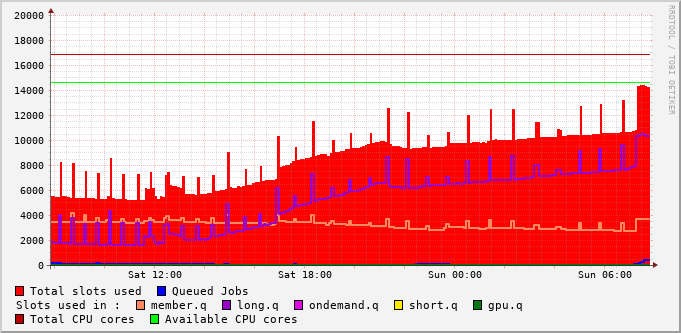 RRDTOOL / TOBI OETIKER
20000
18000
16000
14000
12000
10000
8000
6000
4000
2000
0
Sat 12:00 Sat 18:00 Sun 00:00 Sun 06:00
Total slots used Queued Jobs
Slots used in : member.q long.q ondemand.q short.q gpu.q
Total CPU cores Available CPU cores